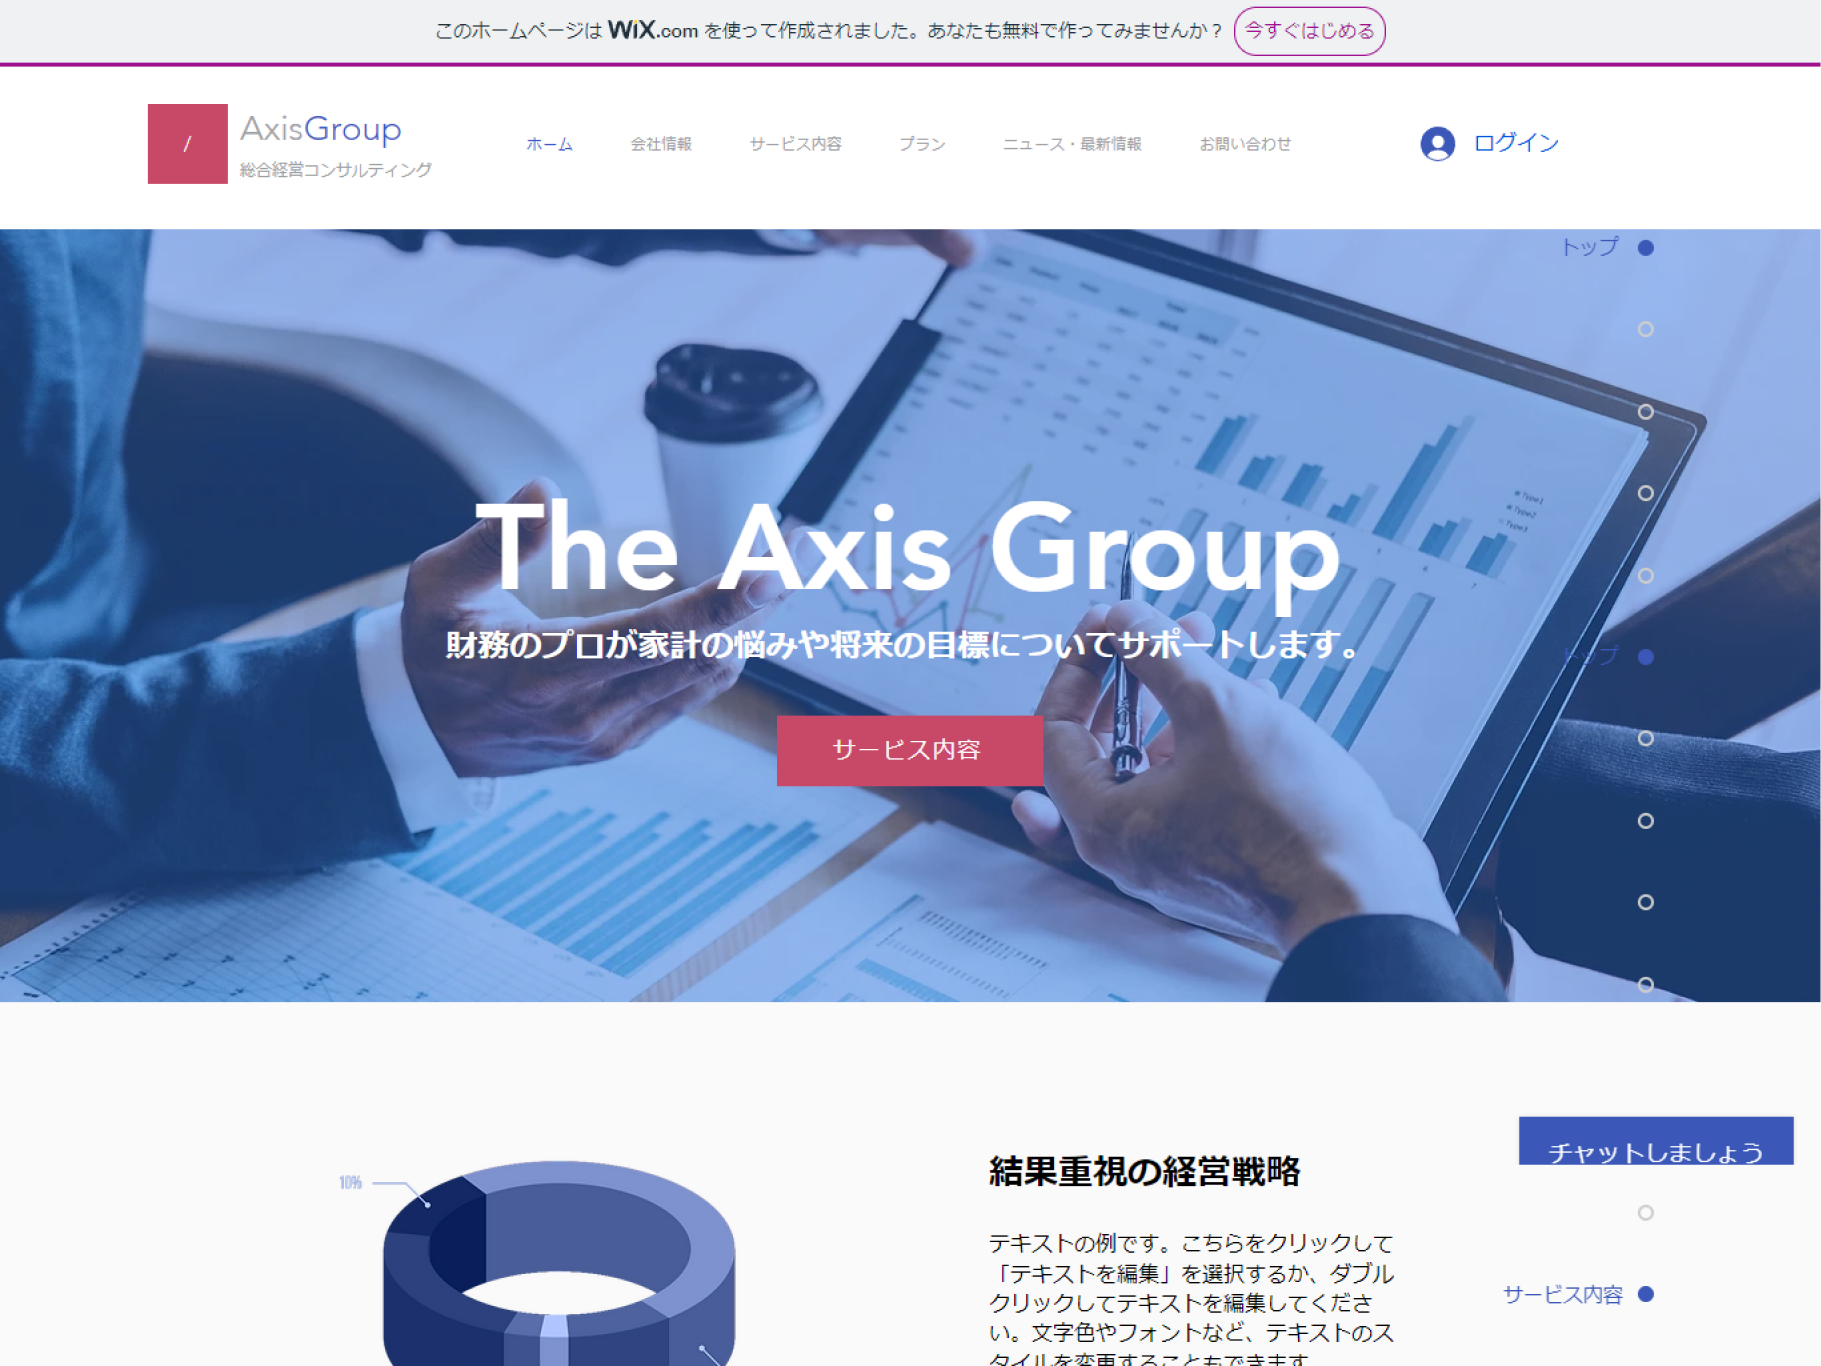 このホームページは WiX.com を使って作成されました。あなたも無料で作ってみませんか？ 今すぐはじめる
/
AxisGroup
総合経営コンサルティング
ホーム 会社情報 サービス内容 プラン ニュース・最新情報 お問い合わせ
ログイン
トップ
The Axis Group
財務のプロが家計の悩みや将来の目標についてサポートします。
トップ
サービス内容
チャットしましょう
10%
結果重視の経営戦略
テキストの例です。こちらをクリックして
「テキストを編集」を選択するか、ダブル
クリックしてテキストを編集してくださ
い。文字色やフォントなど、テキストのス
タイルを変更することもできます。
サービス内容